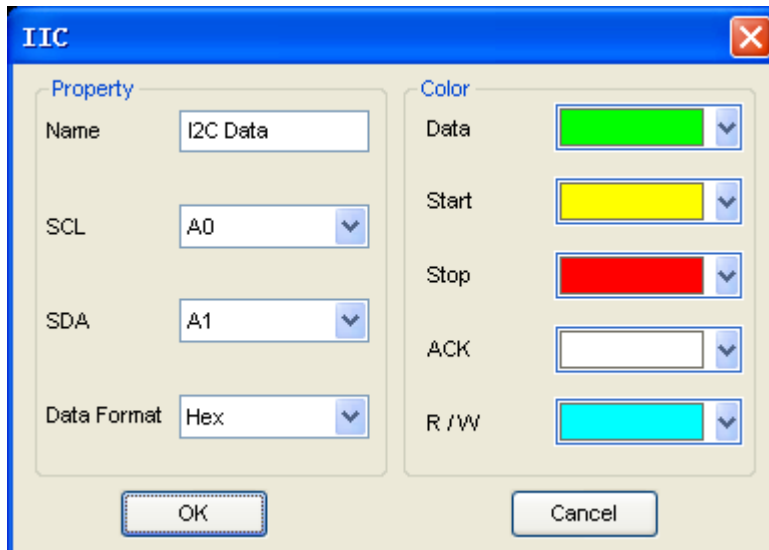 IIC
Property
Name
I2C Data
SCL
A0
SDA
A1
Data Format
Hex
Color
Data
Start
Stop
ACK
R / W
OK
Cancel